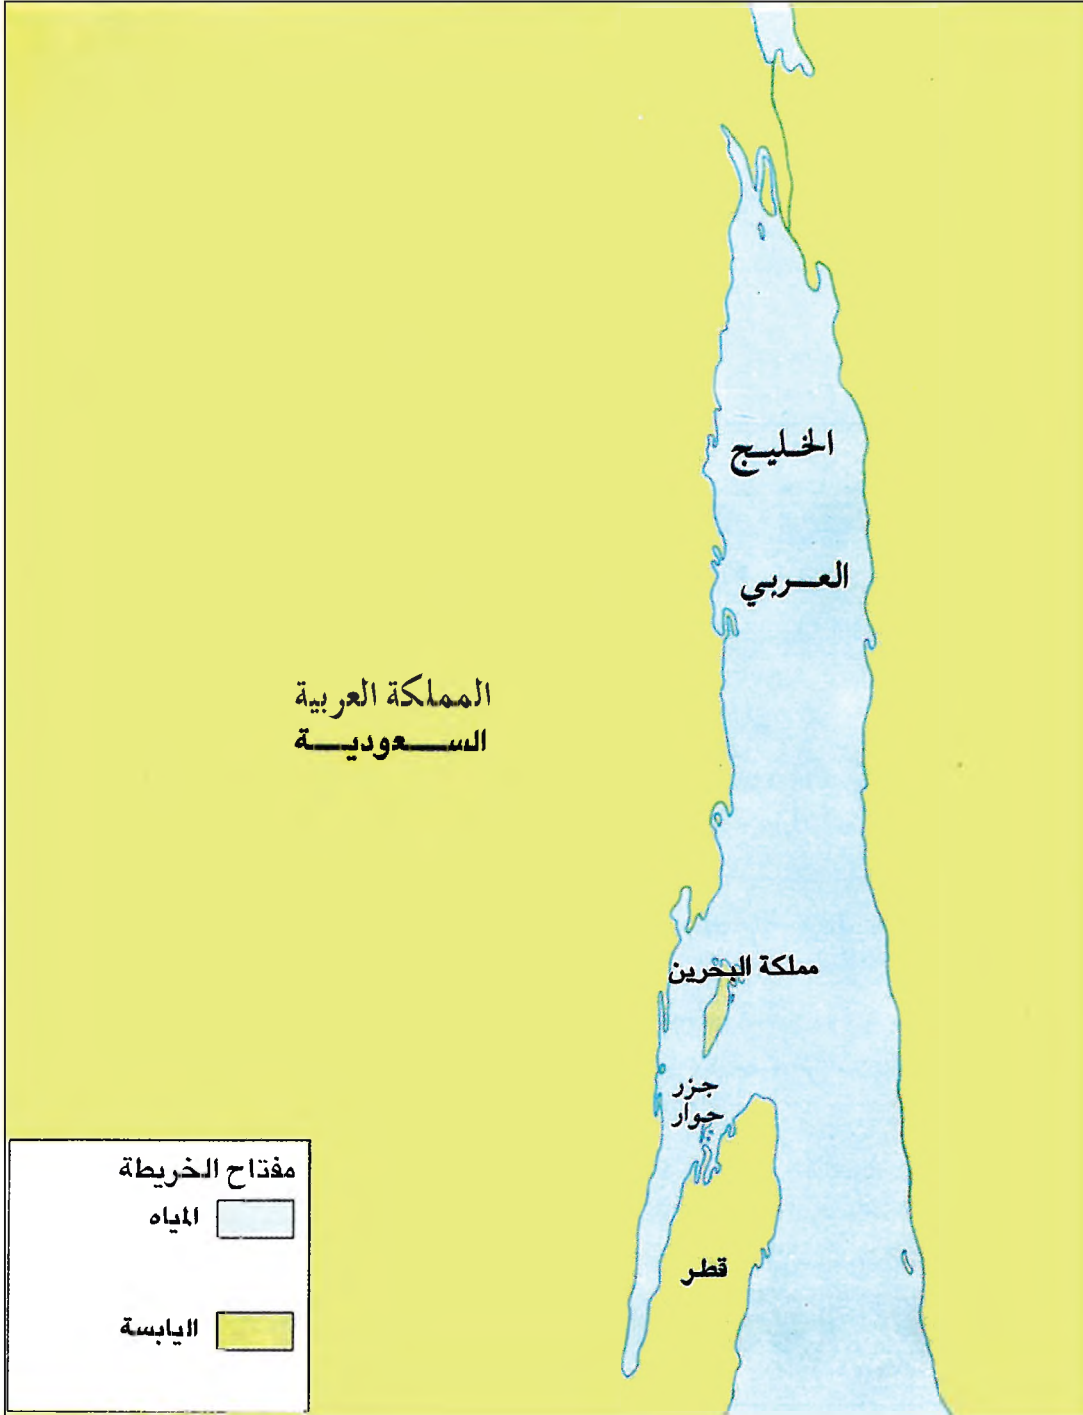 الخليج
العربي
المملكة العربية
السعودية
مملكة البحرين
جزر
حوار
قطر
مفتاح الخريطة
المياه
اليابسة